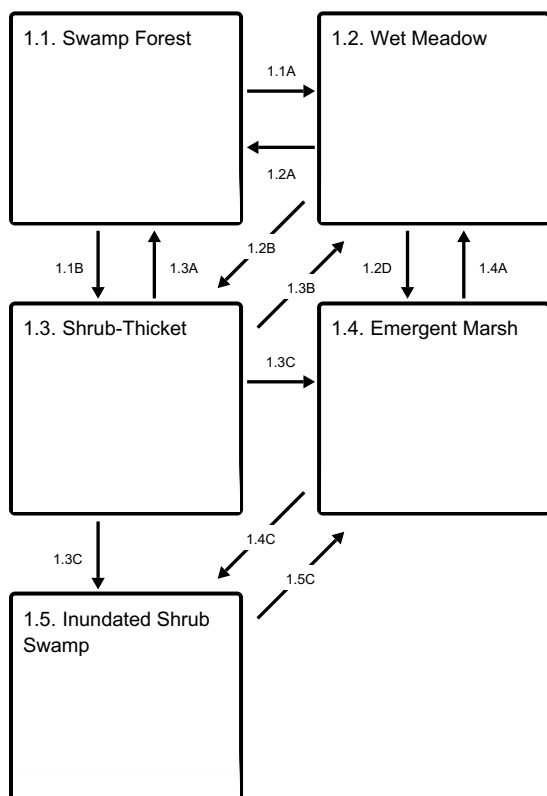 1.1. Swamp Forest
1.2. Wet Meadow
1.1A
1.2A
1.2B
1.1B
1.3A
1.3B
1.2D
1.4A
1.3. Shrub-Thicket
1.4. Emergent Marsh
1.3C
1.4C
1.3C
1.5C
1.5. Inundated Shrub
Swamp